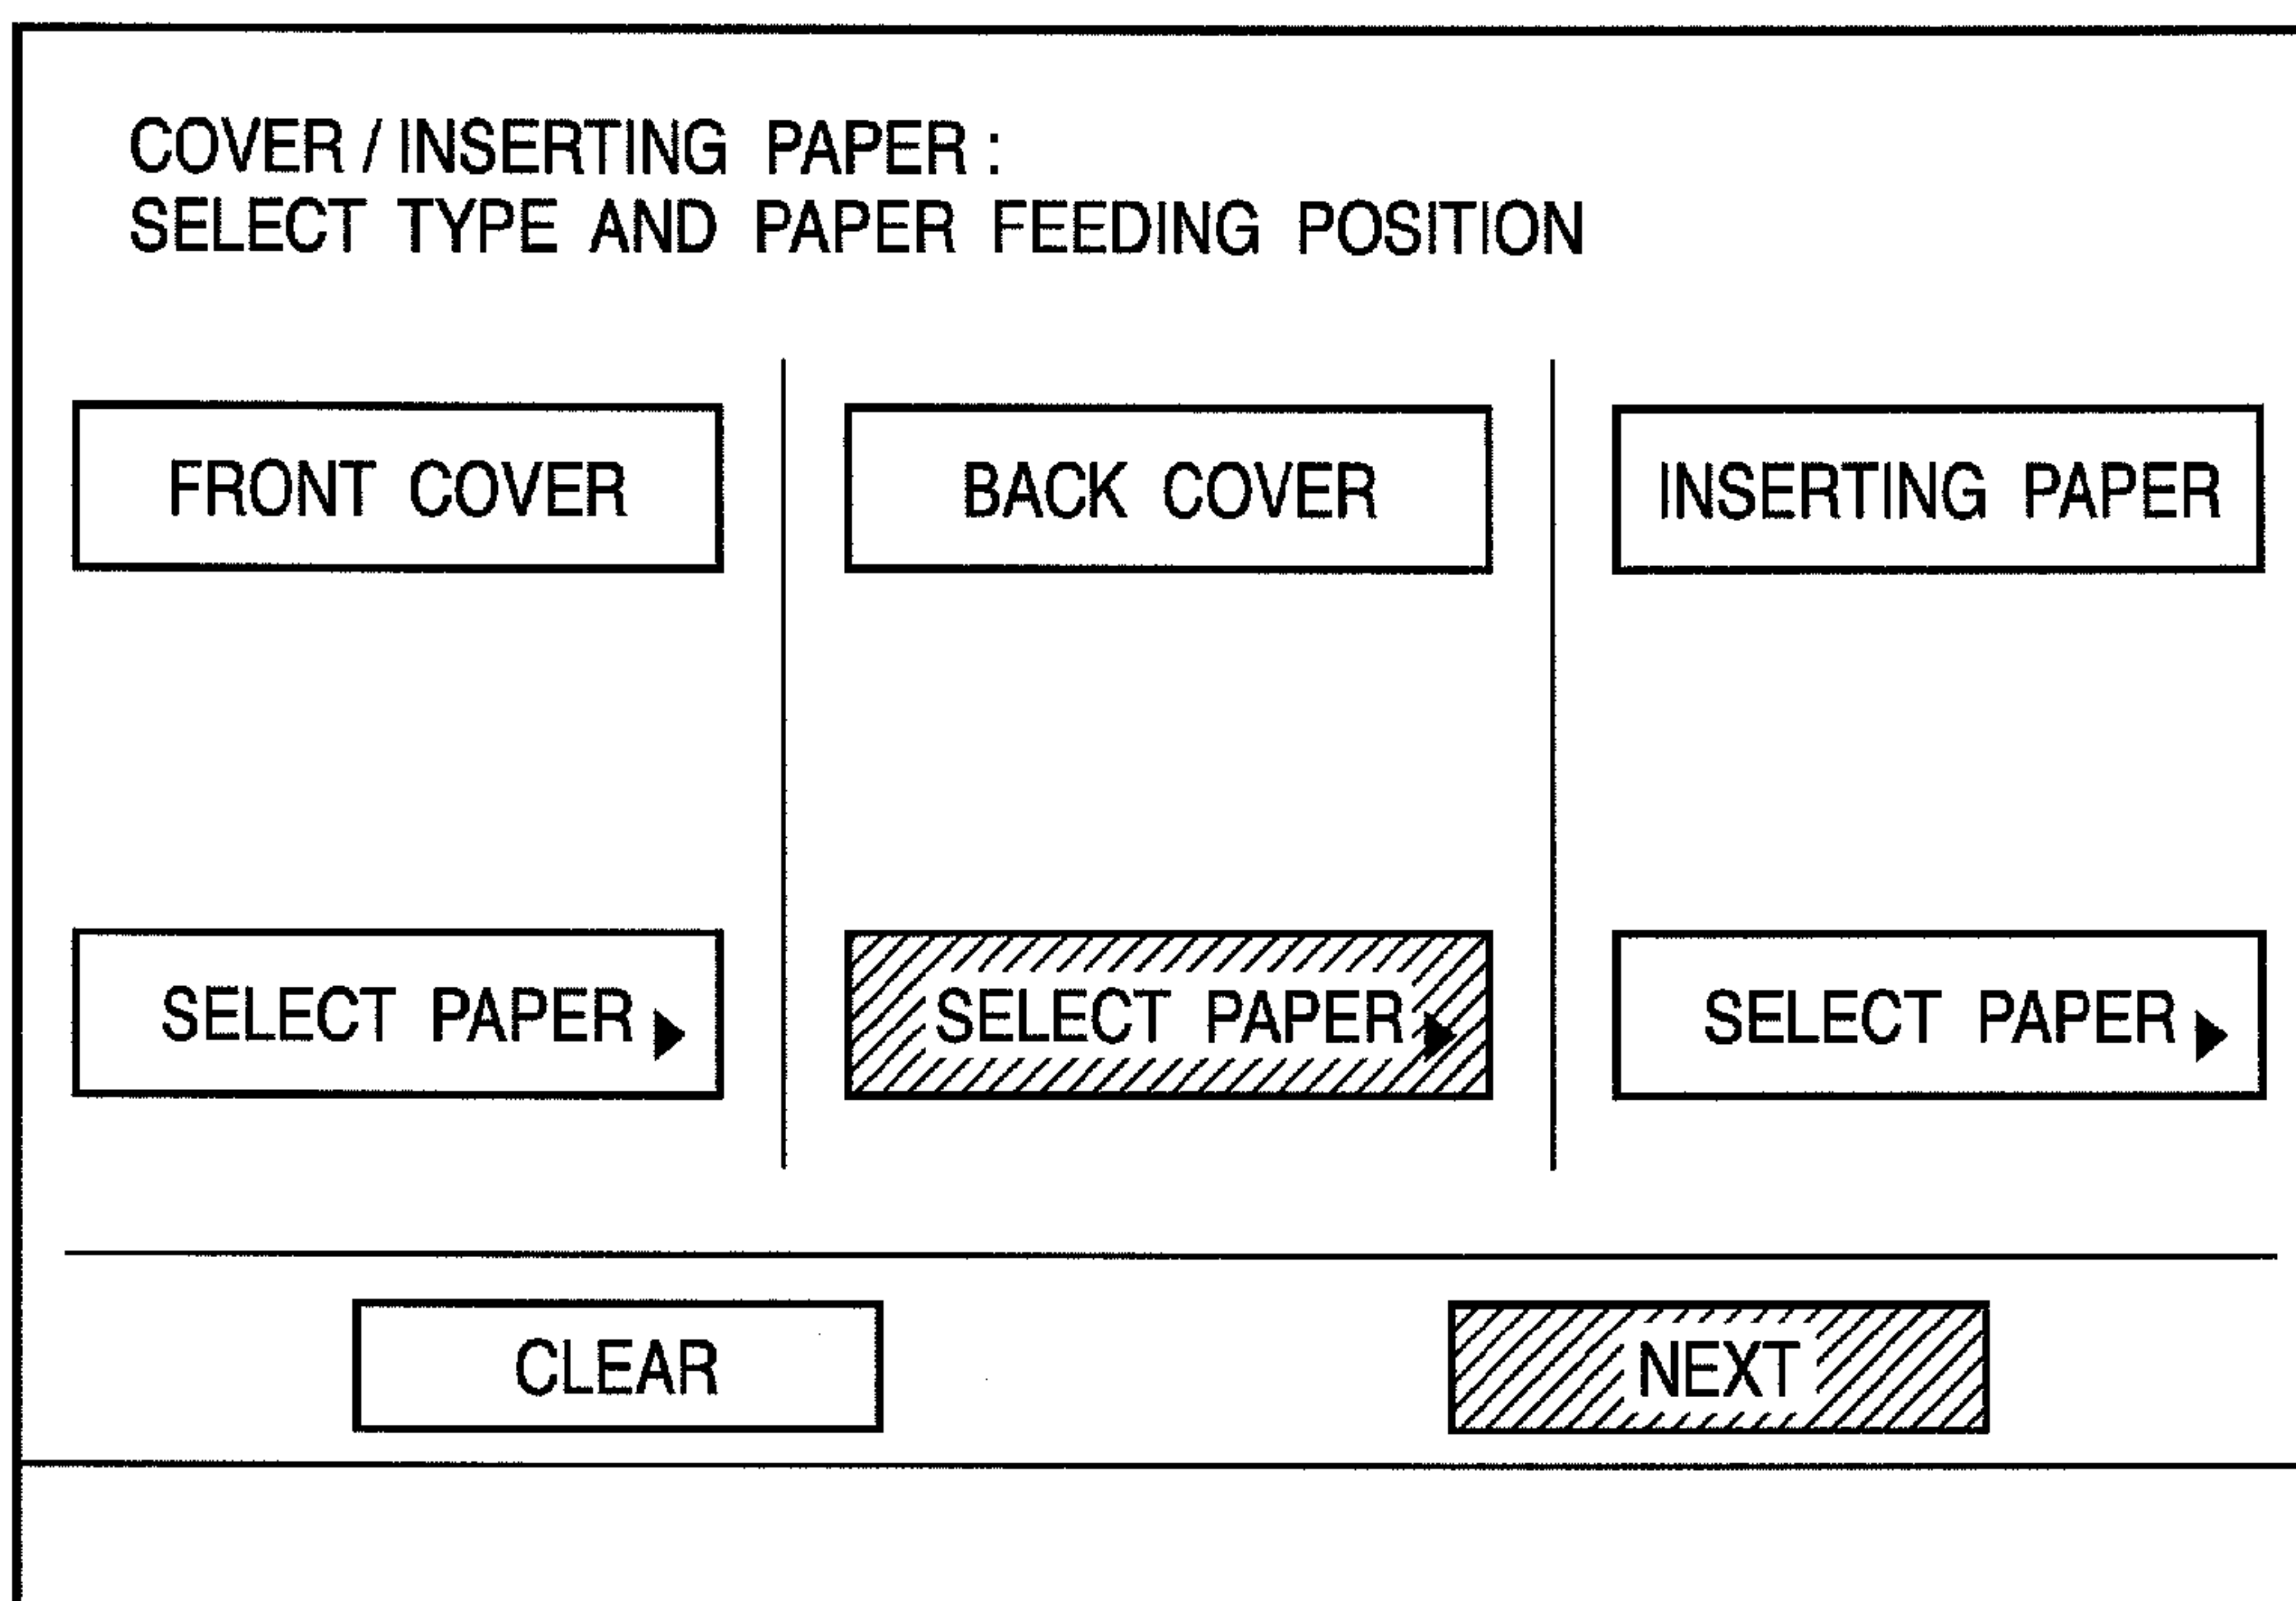 COVER / INSERTING PAPER :
SELECT TYPE AND PAPER FEEDING POSITION
FRONT COVER
BACK COVER
INSERTING PAPER
SELECT PAPER ▶
SELECT PAPER ▶
SELECT PAPER ▶
CLEAR
NEXT